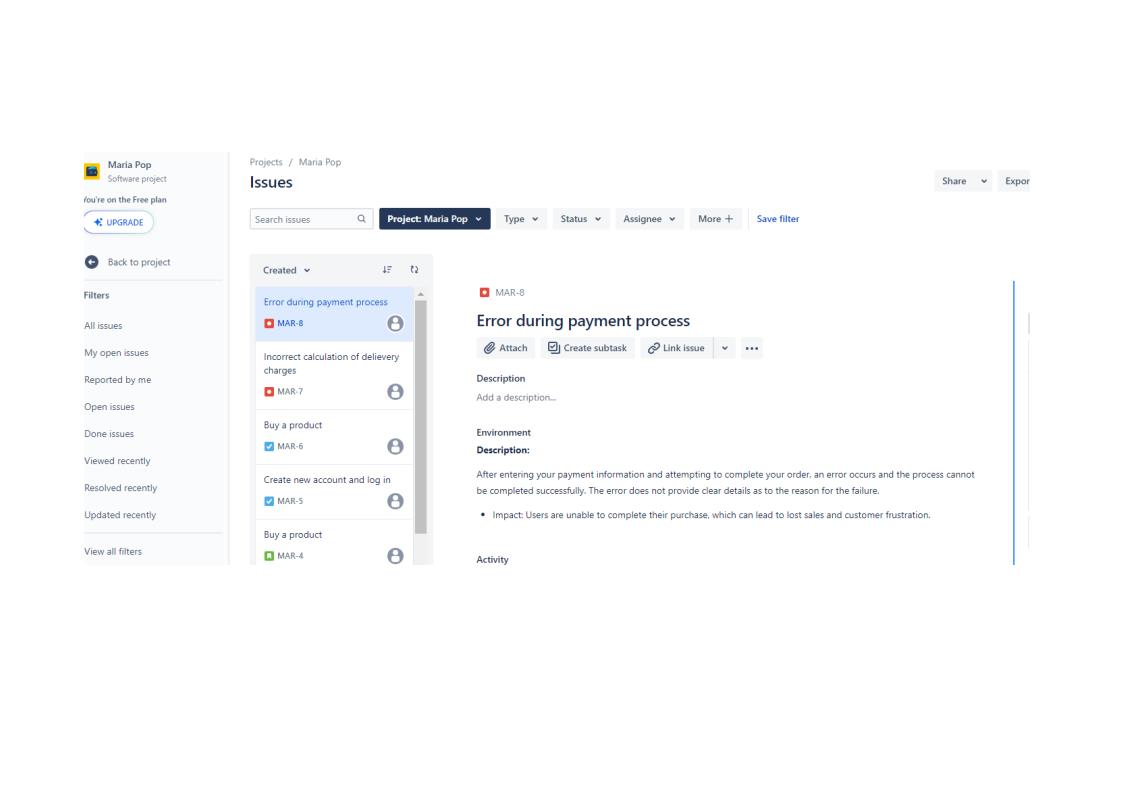 Maria Pop
Software project
You're on the Free plan
UPGRADE
Back to project
Filters
All issues
My open issues
Reported by me
Open issues
Done issues
Viewed recently
Resolved recently
Updated recently
View all filters
Projects / Maria Pop
Issues
Share
Expor
Search issues
Project: Maria Pop
Type
Status
Assignee
More +
Save filter
Created
Error during payment process
MAR-8
Incorrect calculation of delievery
charges
MAR-7
Buy a product
MAR-6
Create new account and log in
MAR-5
Buy a product
MAR-4
MAR-8
Error during payment process
Attach
Create subtask
Link issue
Description
Add a description...
Environment
Description:
After entering your payment information and attempting to complete your order, an error occurs and the process cannot
be completed successfully. The error does not provide clear details as to the reason for the failure.
• Impact: Users are unable to complete their purchase, which can lead to lost sales and customer frustration.
Activity